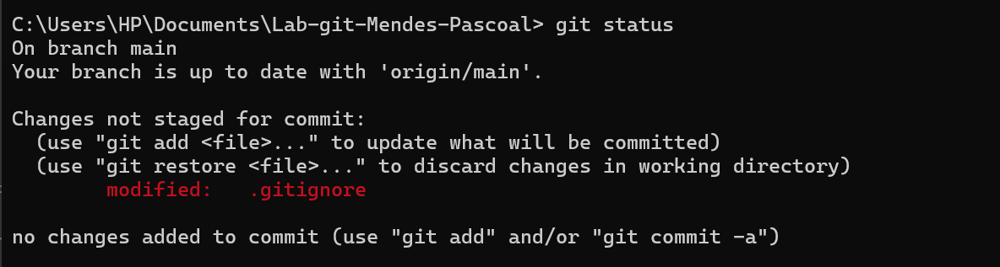 C:\Users\HP\Documents\Lab-git-Mendes-Pascoal> git status
On branch main
Your branch is up to date with 'origin/main'.

Changes not staged for commit:
  (use "git add <file>..." to update what will be committed)
  (use "git restore <file>..." to discard changes in working directory)
        modified:   .gitignore

no changes added to commit (use "git add" and/or "git commit -a")